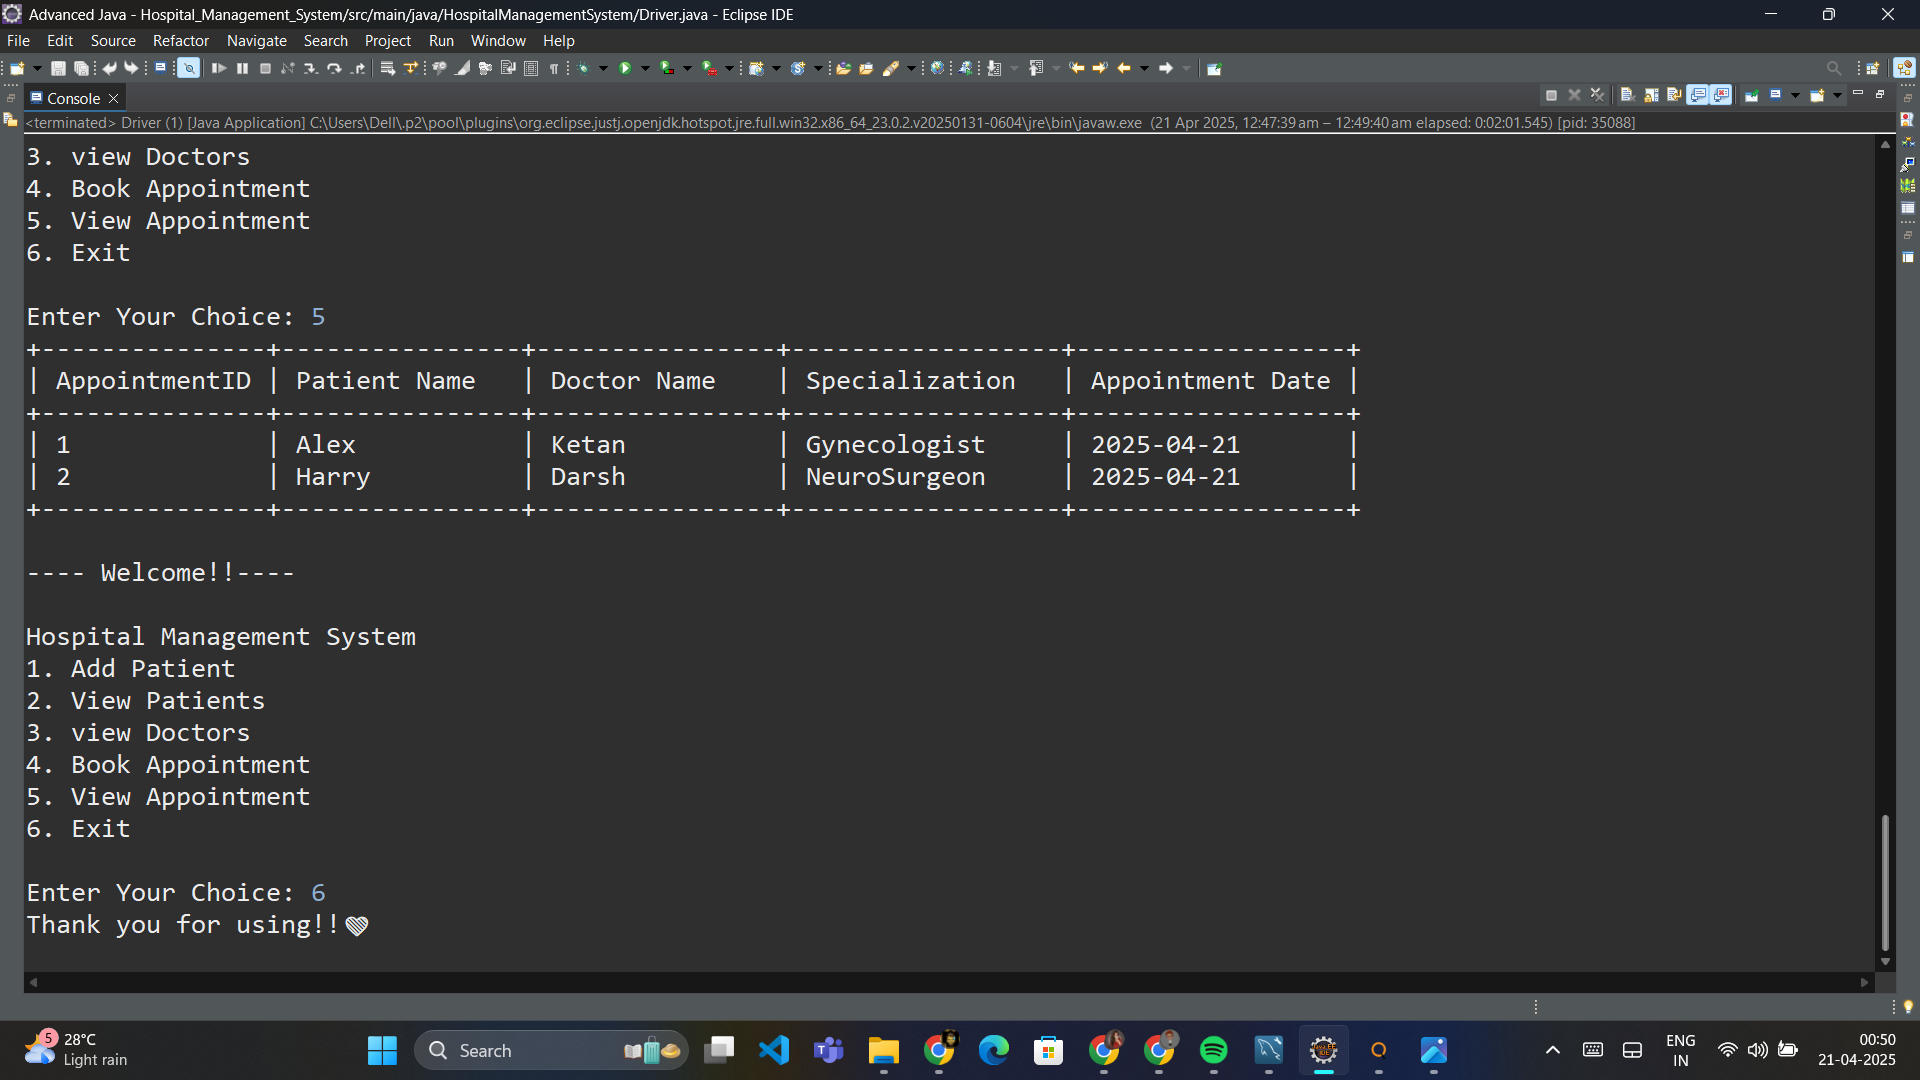 Advanced Java - Hospital_Management_System/src/main/java/HospitalManagementSystem/Driver.java - Eclipse IDE
File Edit Source Refactor Navigate Search Project Run Window Help
Console
<terminated> Driver (1) [Java Application] C:\Users\Dell\.p2\pool\plugins\org.eclipse.justj.openjdk.hotspot.jre.full.win32.x86_64_23.0.2.v20250131-0604\jre\bin\javaw.exe (21 Apr 2025, 12:47:39 am – 12:49:40 am elapsed: 0:02:01.545) [pid: 35088]
3. view Doctors
4. Book Appointment
5. View Appointment
6. Exit
Enter Your Choice: 5
+---------------+----------------+----------------+------------------+------------------+
| AppointmentID | Patient Name   | Doctor Name    | Specialization   | Appointment Date |
+---------------+----------------+----------------+------------------+------------------+
| 1             | Alex           | Ketan          | Gynecologist     | 2025-04-21       |
| 2             | Harry          | Darsh          | NeuroSurgeon     | 2025-04-21       |
+---------------+----------------+----------------+------------------+------------------+
---- Welcome!!----
Hospital Management System
1. Add Patient
2. View Patients
3. view Doctors
4. Book Appointment
5. View Appointment
6. Exit
Enter Your Choice: 6
Thank you for using!!💜
5 28°C
Light rain
Search
ENG
IN
00:50
21-04-2025